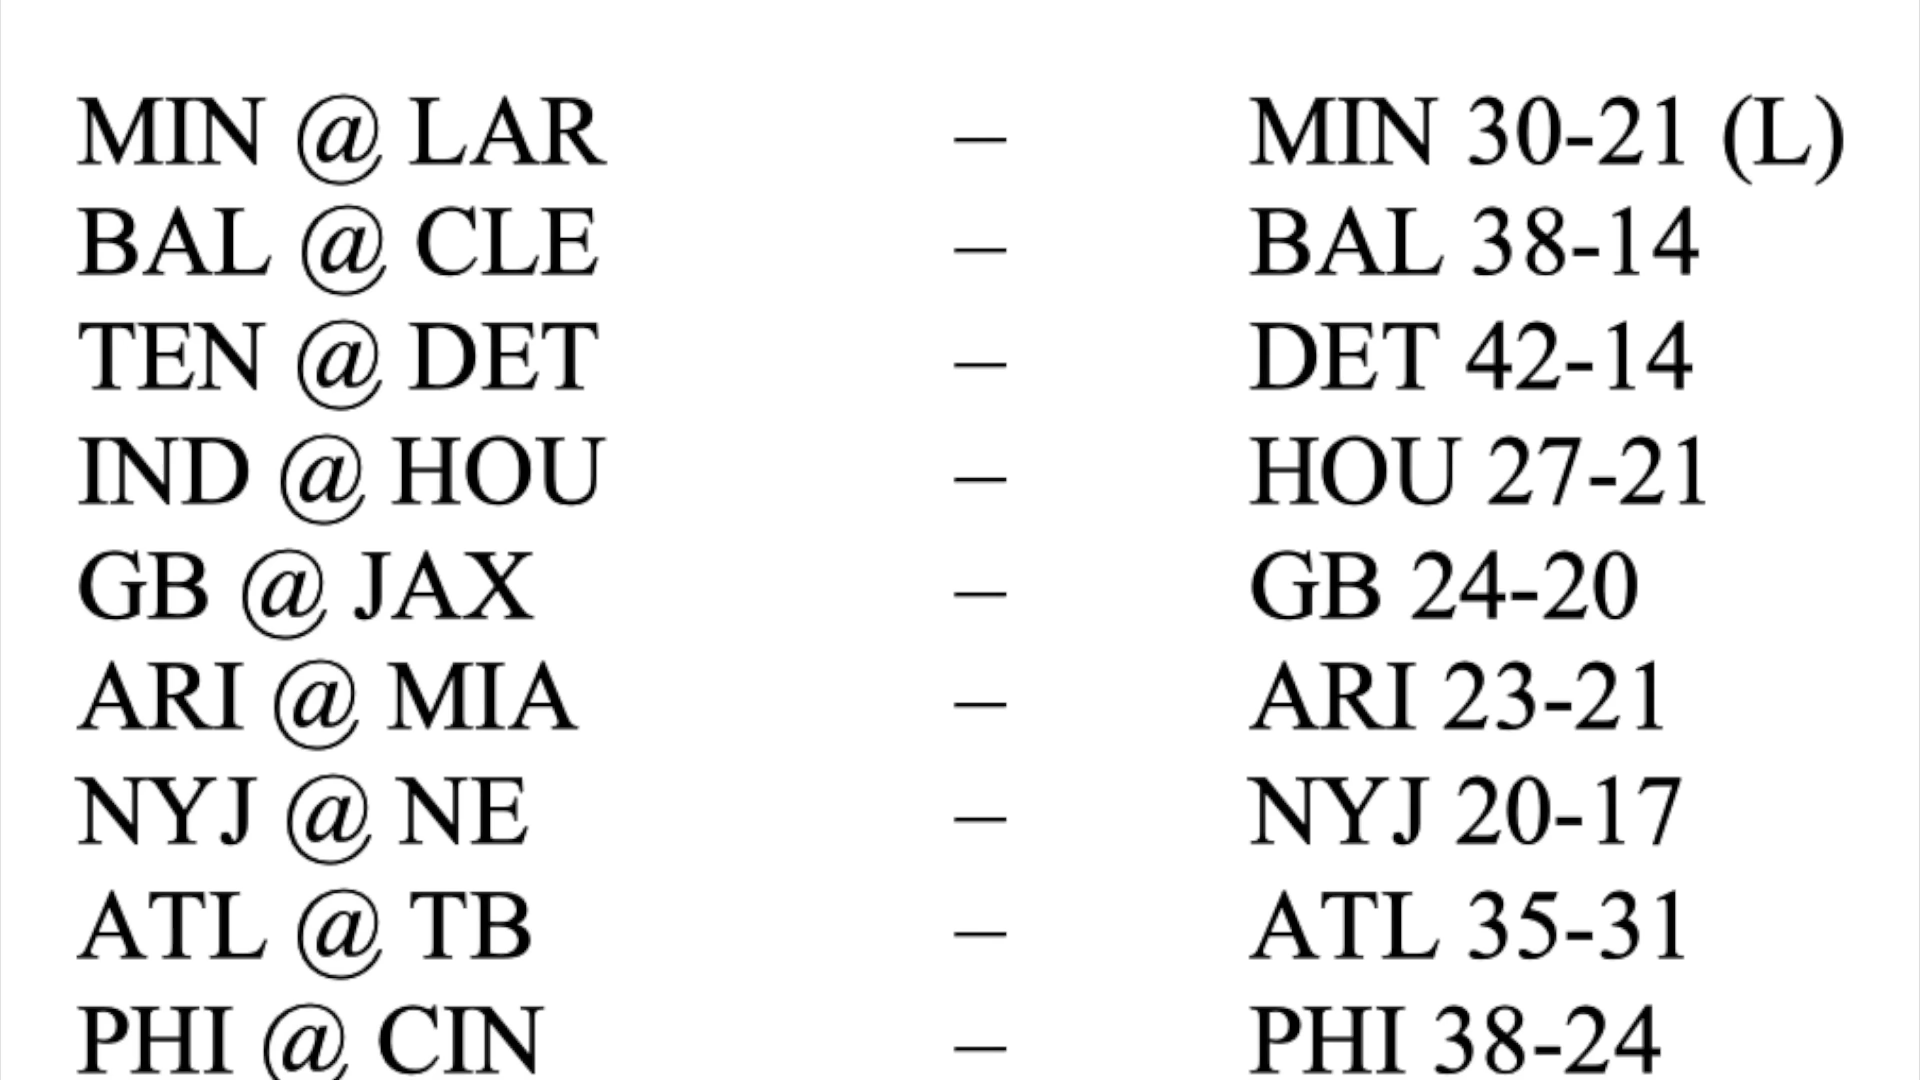 MIN @ LAR – MIN 30-21 (L)
BAL @ CLE – BAL 38-14
TEN @ DET – DET 42-14
IND @ HOU – HOU 27-21
GB @ JAX – GB 24-20
ARI @ MIA – ARI 23-21
NYJ @ NE – NYJ 20-17
ATL @ TB – ATL 35-31
PHI @ CIN – PHI 38-24